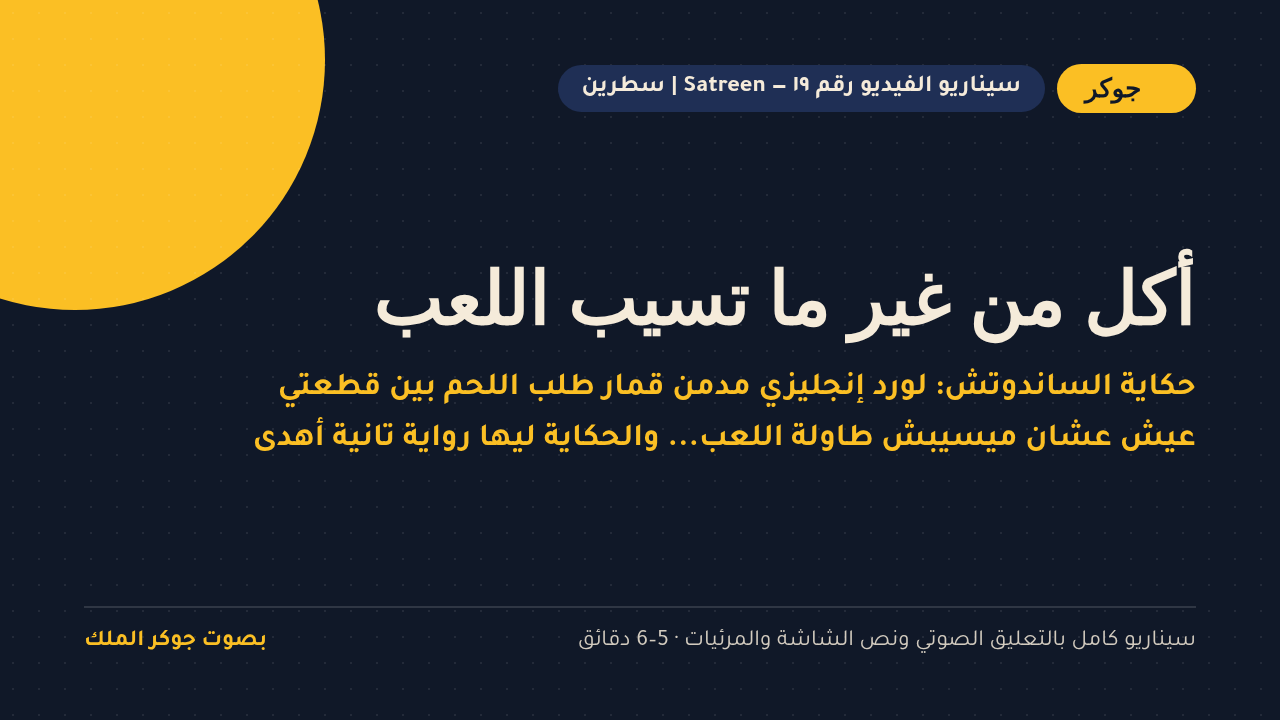 جوكر
سيناريو الفيديو رقم ١٩ – Satreen | سطرين
أكل من غير ما تسيب اللعب
حكاية الساندوتش: لورد إنجليزي مدمن قمار طلب اللحم بين قطعتي
عيش عشان ميسيبش طاولة اللعب... والحكاية ليها رواية تانية أهدى
سيناريو كامل بالتعليق الصوتي ونص الشاشة والمرئيات · 5–6 دقائق
بصوت جوكر الملك